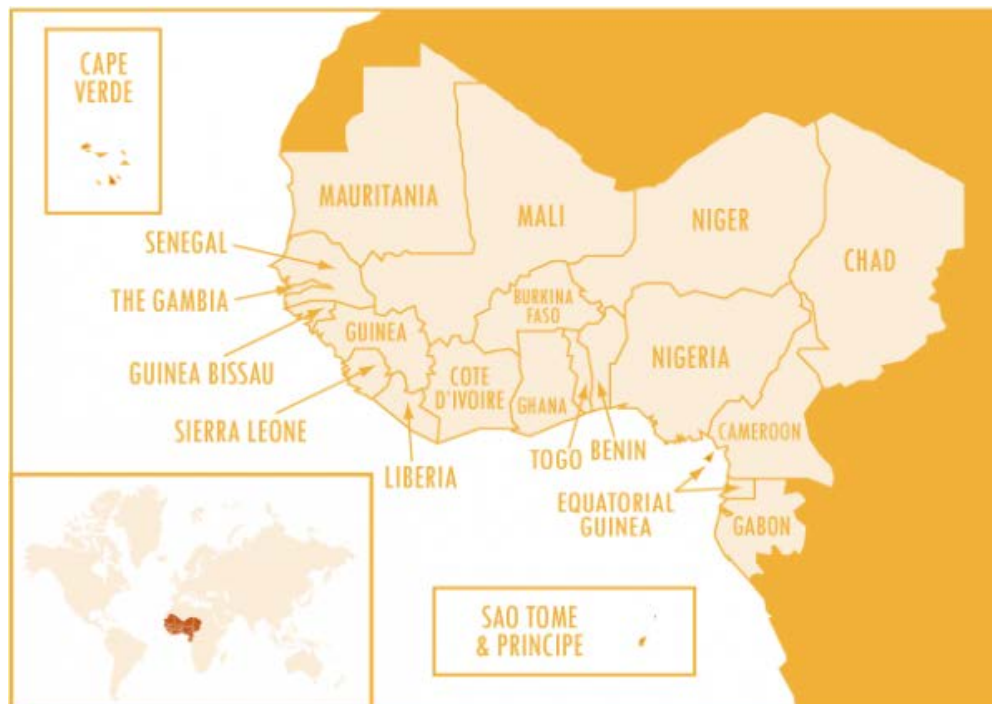 CAPE
VERDE
MAURITANIA
MALI
NIGER
CHAD
SENEGAL
THE GAMBIA
GUINEA BISSAU
GUINEA
SIERRA LEONE
LIBERIA
COTE
D'IVOIRE
BURKINA
FASO
GHANA
TOGO
BENIN
NIGERIA
CAMEROON
EQUATORIAL
GUINEA
GABON
SAO TOME
& PRINCIPE